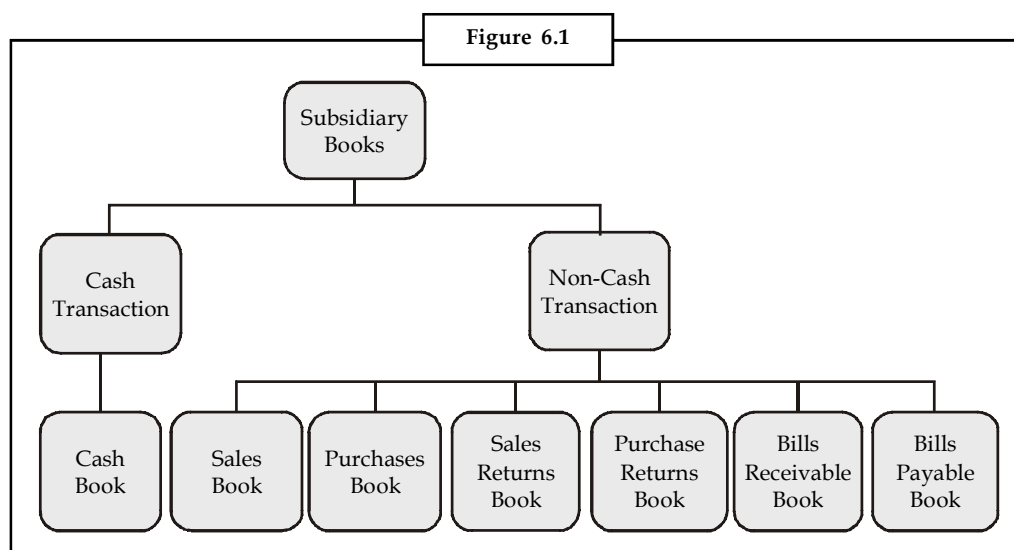 Figure 6.1
Subsidiary
Books
Cash
Transaction
Non-Cash
Transaction
Cash
Book
Sales
Book
Purchases
Book
Sales
Returns
Book
Purchase
Returns
Book
Bills
Receivable
Book
Bills
Payable
Book